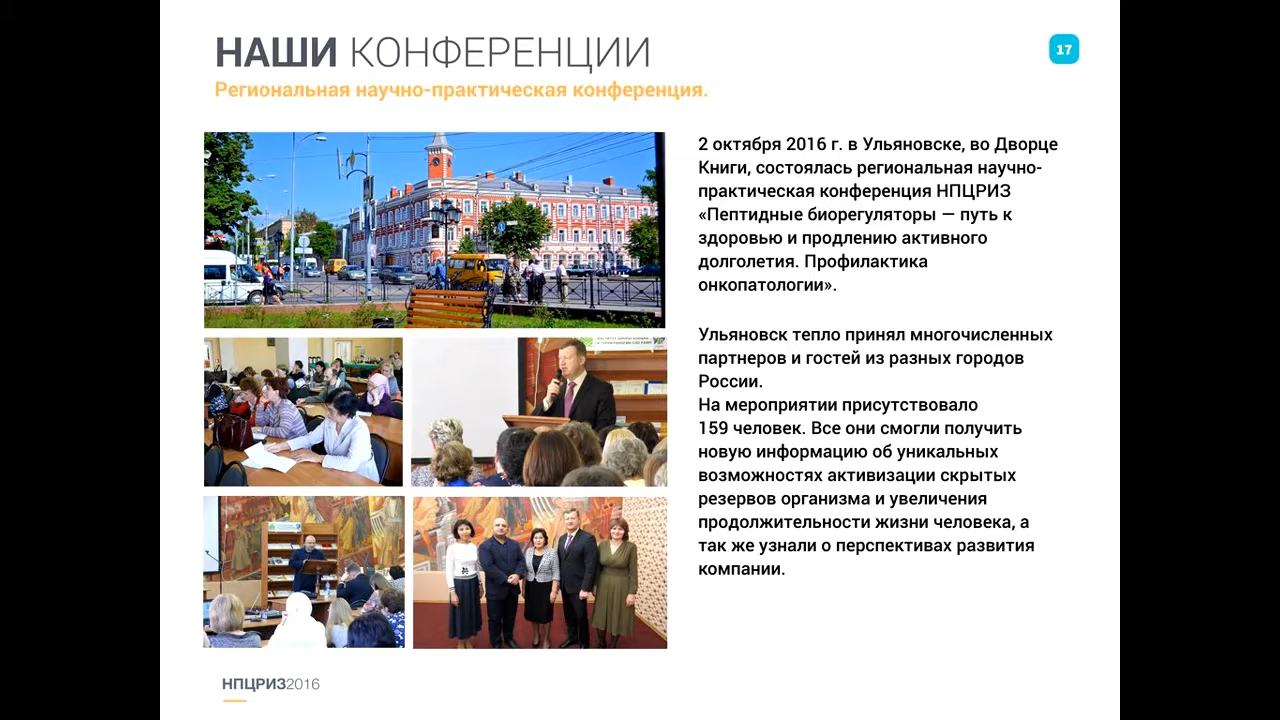 НАШИ КОНФЕРЕНЦИИ
17
Региональная научно-практическая конференция.
2 октября 2016 г. в Ульяновске, во Дворце
Книги, состоялась региональная научно-
практическая конференция НПЦРИЗ
«Пептидные биорегуляторы — путь к
здоровью и продлению активного
долголетия. Профилактика
онкопатологии».
Ульяновск тепло принял многочисленных
партнеров и гостей из разных городов
России.
На мероприятии присутствовало
159 человек. Все они смогли получить
новую информацию об уникальных
возможностях активизации скрытых
резервов организма и увеличения
продолжительности жизни человека, а
так же узнали о перспективах развития
компании.
НПЦРИЗ2016